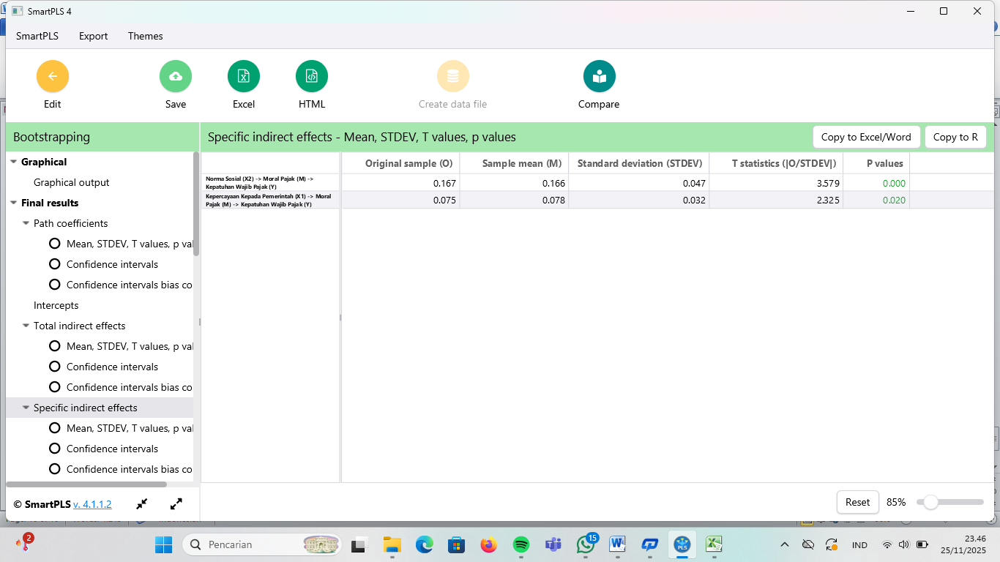 SmartPLS 4
SmartPLS Export Themes
Edit Save Excel HTML Create data file Compare
Bootstrapping
Specific indirect effects - Mean, STDEV, T values, p values
Copy to Excel/Word Copy to R
Graphical
Graphical output
Final results
Path coefficients
Mean, STDEV, T values, p val
Confidence intervals
Confidence intervals bias co
Intercepts
Total indirect effects
Mean, STDEV, T values, p val
Confidence intervals
Confidence intervals bias co
Specific indirect effects
Mean, STDEV, T values, p val
Confidence intervals
Confidence intervals bias co
© SmartPLS v. 4.1.1.2
Original sample (O) Sample mean (M) Standard deviation (STDEV) T statistics (|O/STDEV|) P values
Norma Sosial (X2) -> Moral Pajak (M) ->
Kepatuhan Wajib Pajak (Y)
0.167 0.166 0.047 3.579 0.000
Kepercayaan Kepada Pemerintah (X1) -> Moral
Pajak (M) -> Kepatuhan Wajib Pajak (Y)
0.075 0.078 0.032 2.325 0.020
Reset 85%
2
Pencarian
15
PLS
IND
23.46
25/11/2025